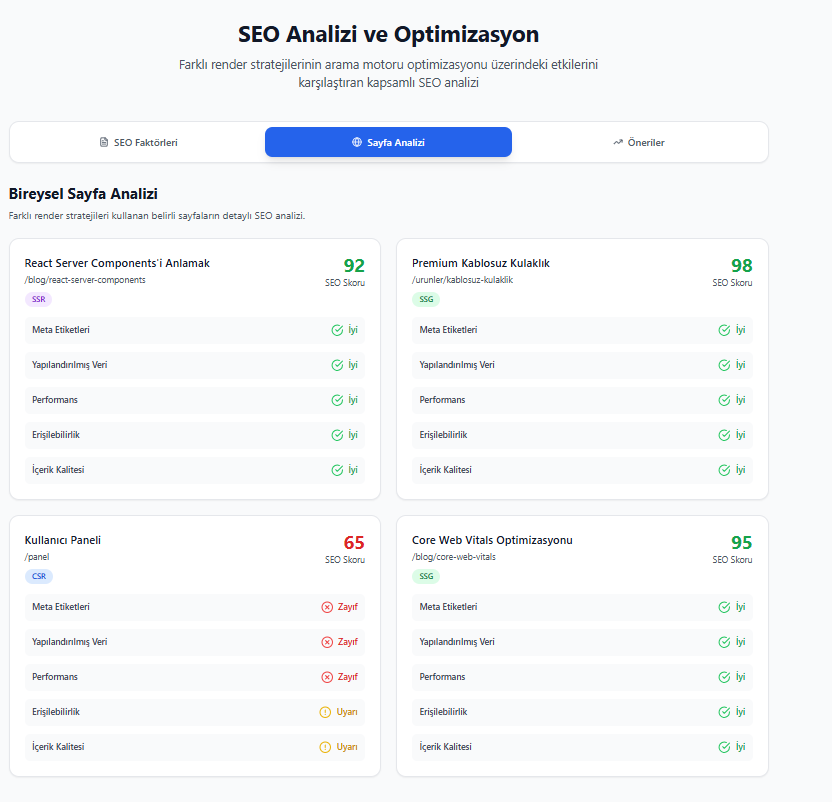 SEO Analizi ve Optimizasyon
Farklı render stratejilerinin arama motoru optimizasyonu üzerindeki etkilerini
karşılaştıran kapsamlı SEO analizi
SEO Faktörleri
Sayfa Analizi
Öneriler
Bireysel Sayfa Analizi
Farklı render stratejileri kullanan belirli sayfaların detaylı SEO analizi.
React Server Components'i Anlamak
92
/blog/react-server-components
SEO Skoru
SSR
Meta Etiketleri İyi
Yapılandırılmış Veri İyi
Performans İyi
Erişilebilirlik İyi
İçerik Kalitesi İyi
Premium Kablosuz Kulaklık
98
/urunler/kablosuz-kulaklik
SEO Skoru
SSG
Meta Etiketleri İyi
Yapılandırılmış Veri İyi
Performans İyi
Erişilebilirlik İyi
İçerik Kalitesi İyi
Kullanıcı Paneli
65
/panel
SEO Skoru
CSR
Meta Etiketleri Zayıf
Yapılandırılmış Veri Zayıf
Performans Zayıf
Erişilebilirlik Uyarı
İçerik Kalitesi Uyarı
Core Web Vitals Optimizasyonu
95
/blog/core-web-vitals
SEO Skoru
SSG
Meta Etiketleri İyi
Yapılandırılmış Veri İyi
Performans İyi
Erişilebilirlik İyi
İçerik Kalitesi İyi